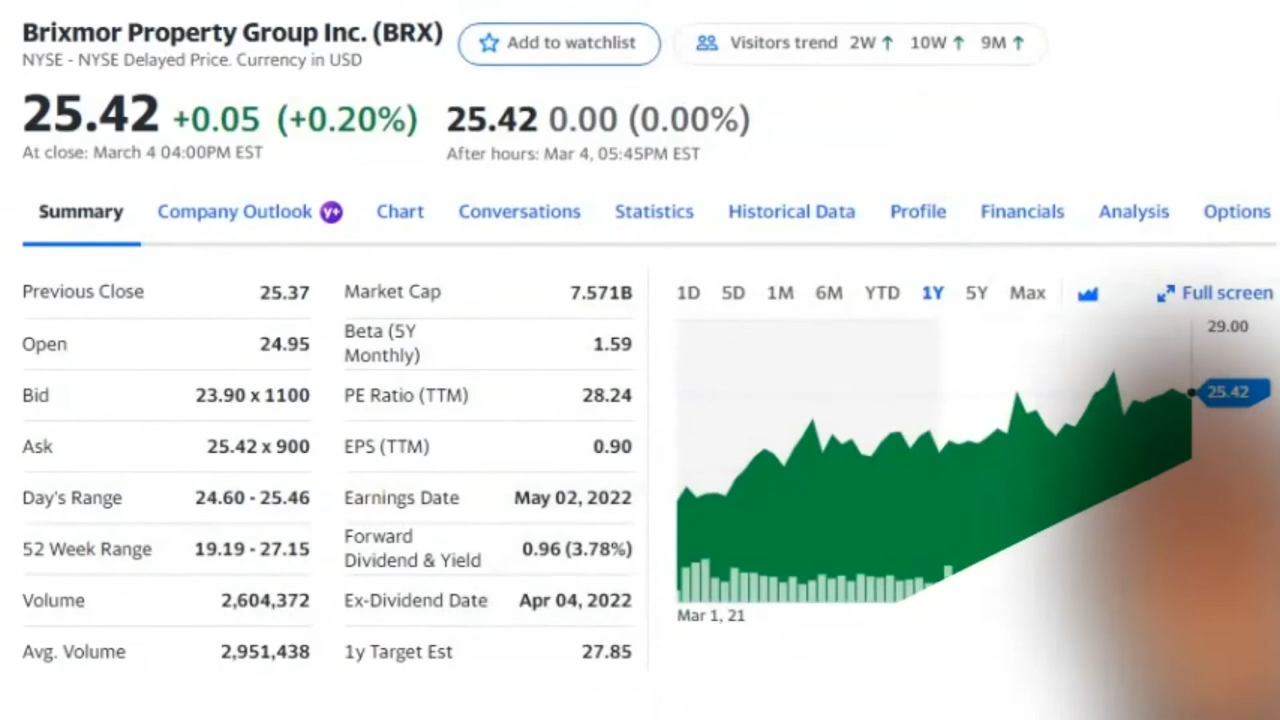 Brixmor Property Group Inc. (BRX)
Add to watchlist
Visitors trend 2W ↑ 10W ↑ 9M ↑
NYSE - NYSE Delayed Price. Currency in USD
25.42 +0.05 (+0.20%)
25.42 0.00 (0.00%)
At close: March 4 04:00PM EST
After hours: Mar 4, 05:45PM EST
Summary Company Outlook Y+ Chart Conversations Statistics Historical Data Profile Financials Analysis Options
Previous Close 25.37
Open 24.95
Bid 23.90 x 1100
Ask 25.42 x 900
Day's Range 24.60 - 25.46
52 Week Range 19.19 - 27.15
Volume 2,604,372
Avg. Volume 2,951,438
Market Cap 7.571B
Beta (5Y
Monthly) 1.59
PE Ratio (TTM) 28.24
EPS (TTM) 0.90
Earnings Date May 02, 2022
Forward
Dividend & Yield 0.96 (3.78%)
Ex-Dividend Date Apr 04, 2022
1y Target Est 27.85
1D 5D 1M 6M YTD 1Y 5Y Max Full screen
29.00
25.42
Mar 1, 21